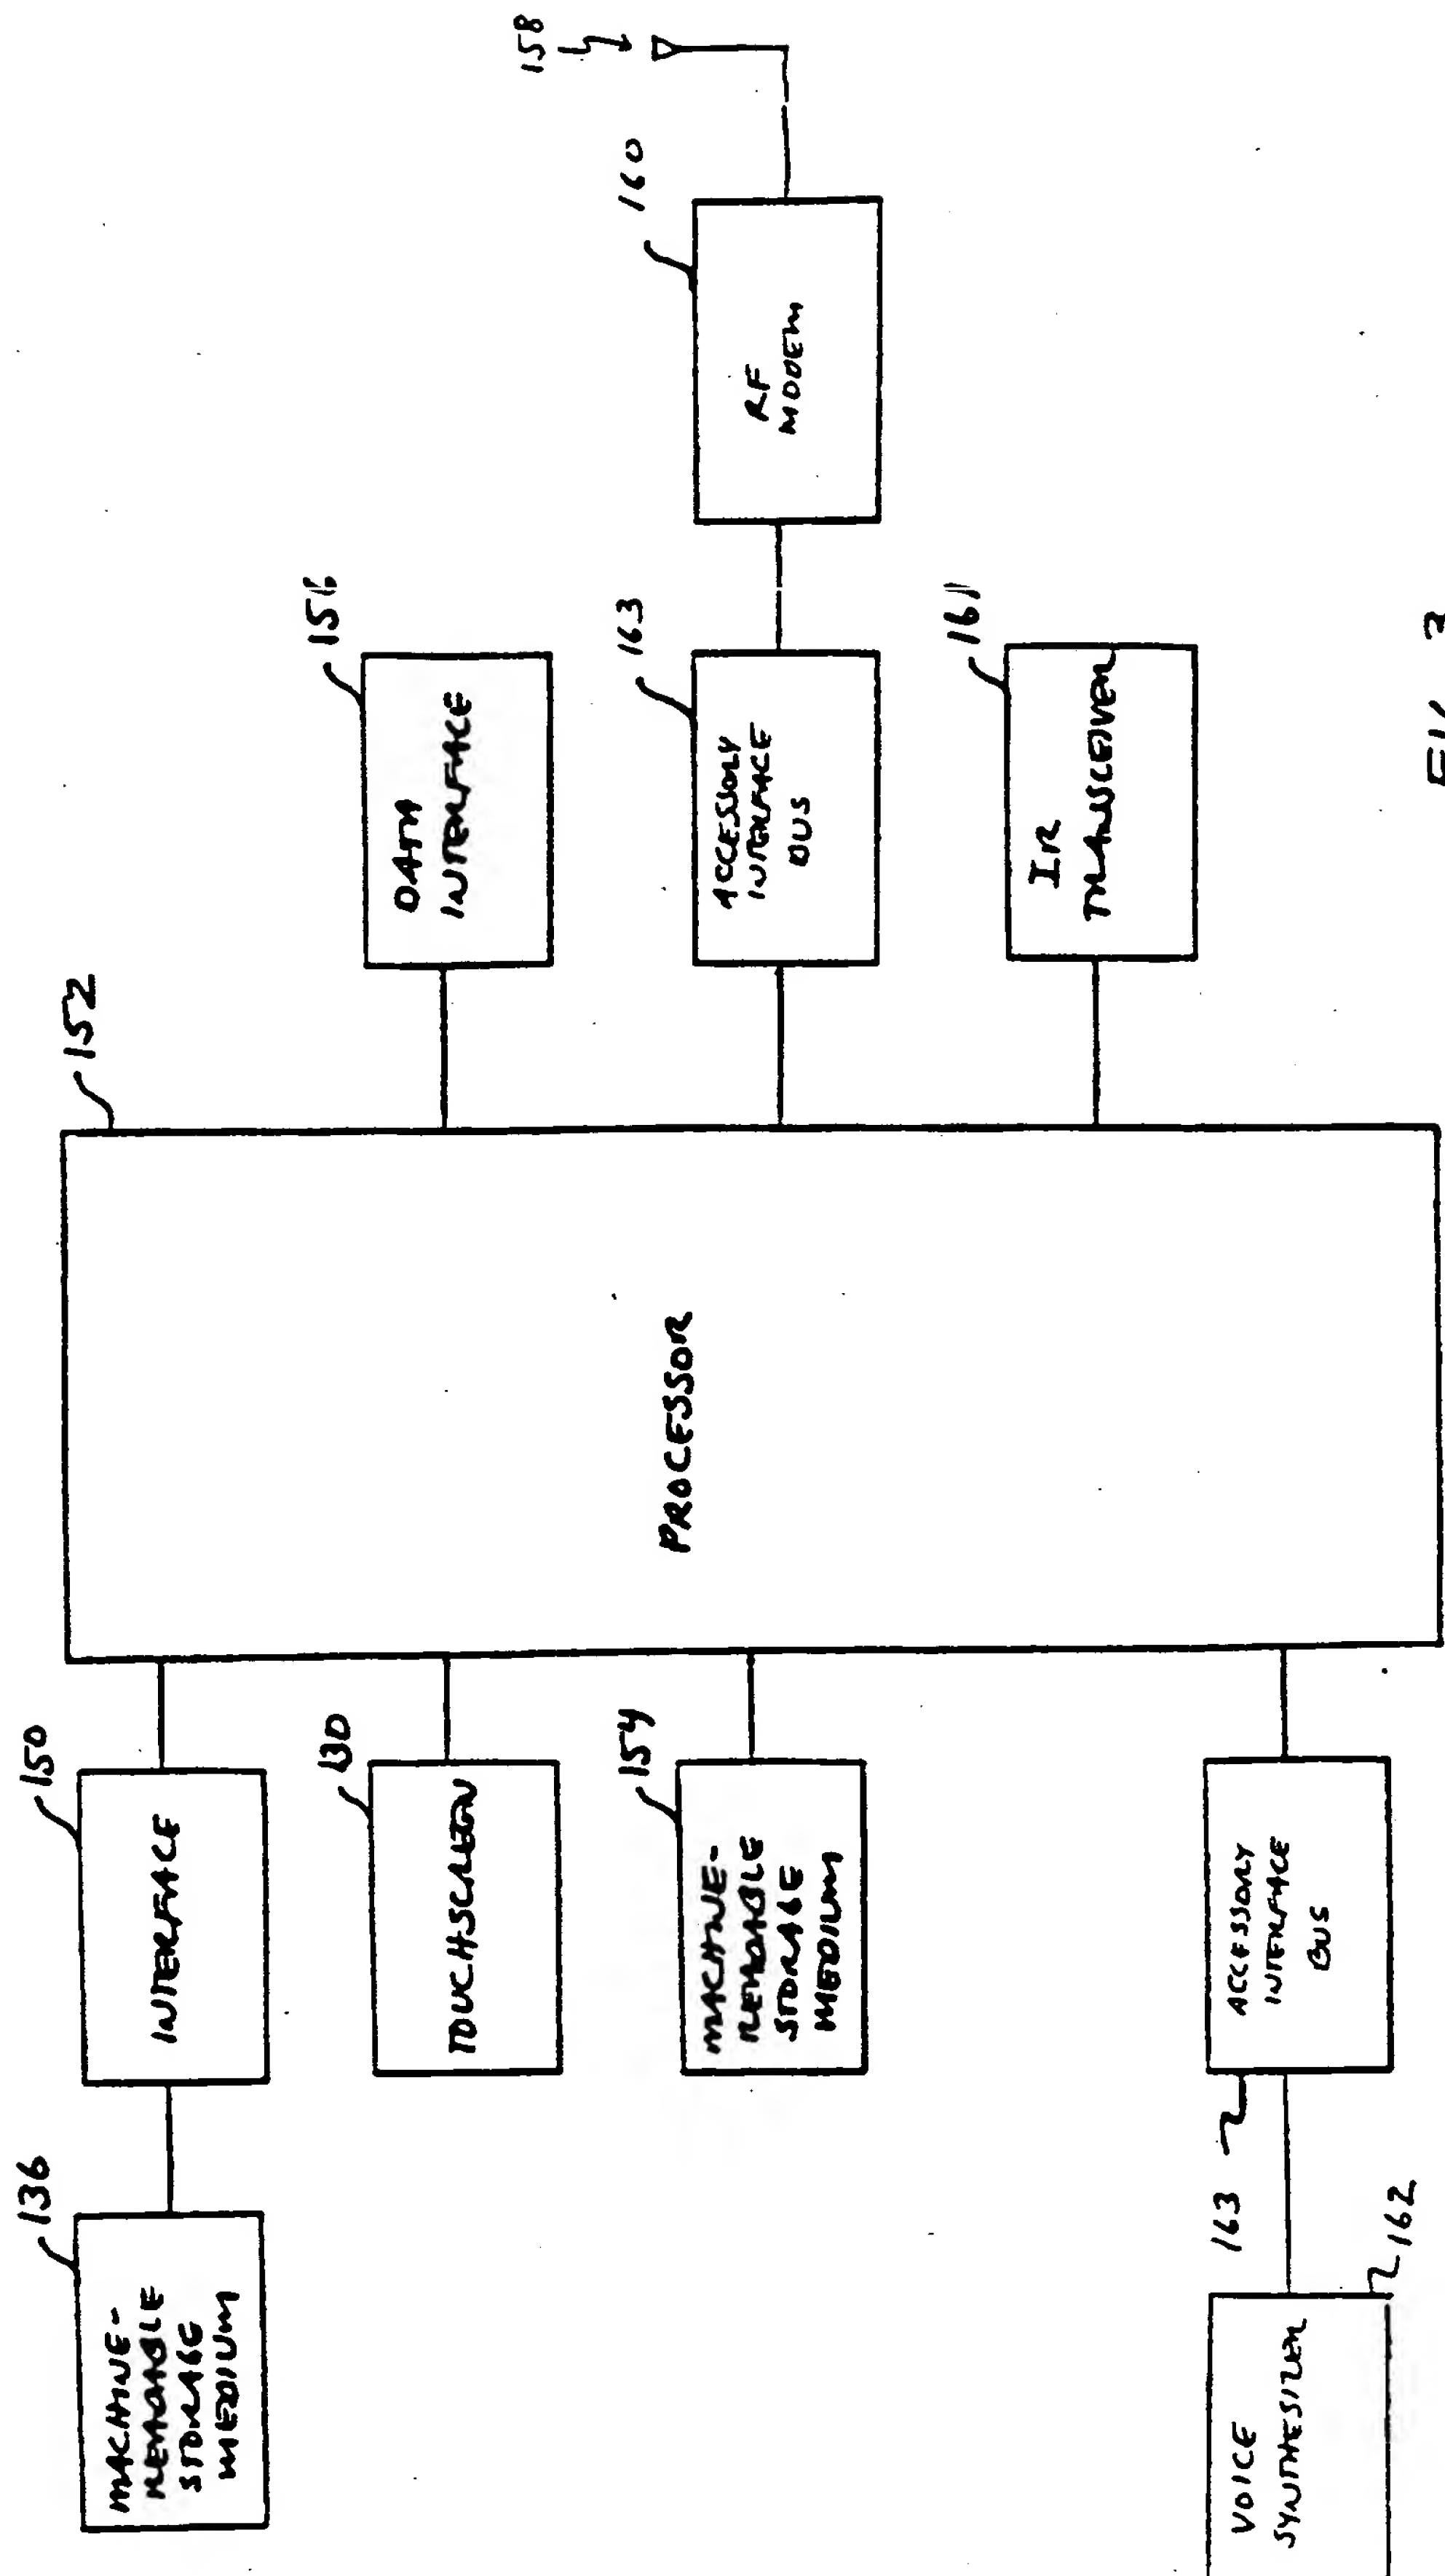 136
MACHINE-
READABLE
STORAGE
MEDIUM
150
INTERFACE
130
TOUCHSCREEN
154
MACHINE-
READABLE
STORAGE
MEDIUM
163
ACCESSORY
INTERFACE
BUS
162
VOICE
SYNTHESIZER
152
PROCESSOR
156
DATA
INTERFACE
163
ACCESSORY
INTERFACE
BUS
161
IR
TRANSCEIVER
160
RF
MODEM
158